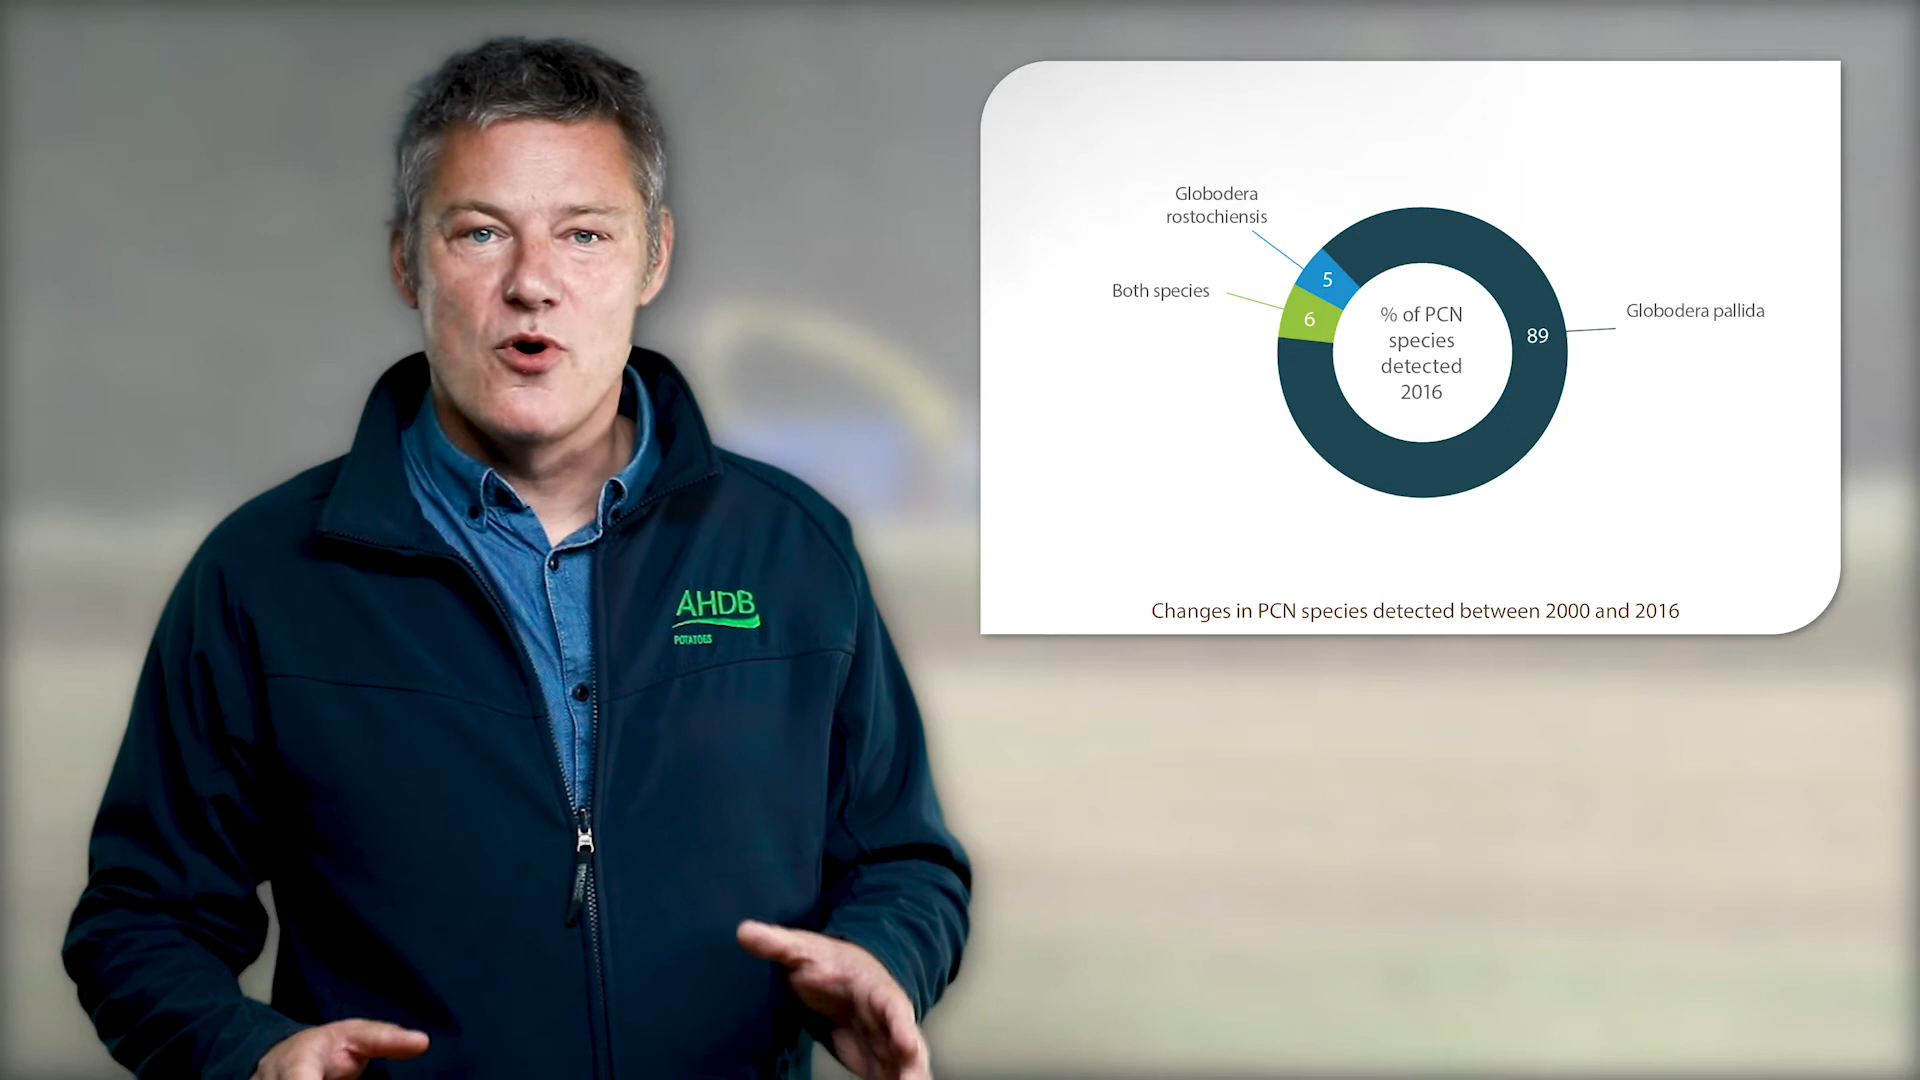 Globodera
rostochiensis
Both species
5
6
% of PCN
species
detected
2016
89
Globodera pallida
Changes in PCN species detected between 2000 and 2016
AHDB
POTATOES